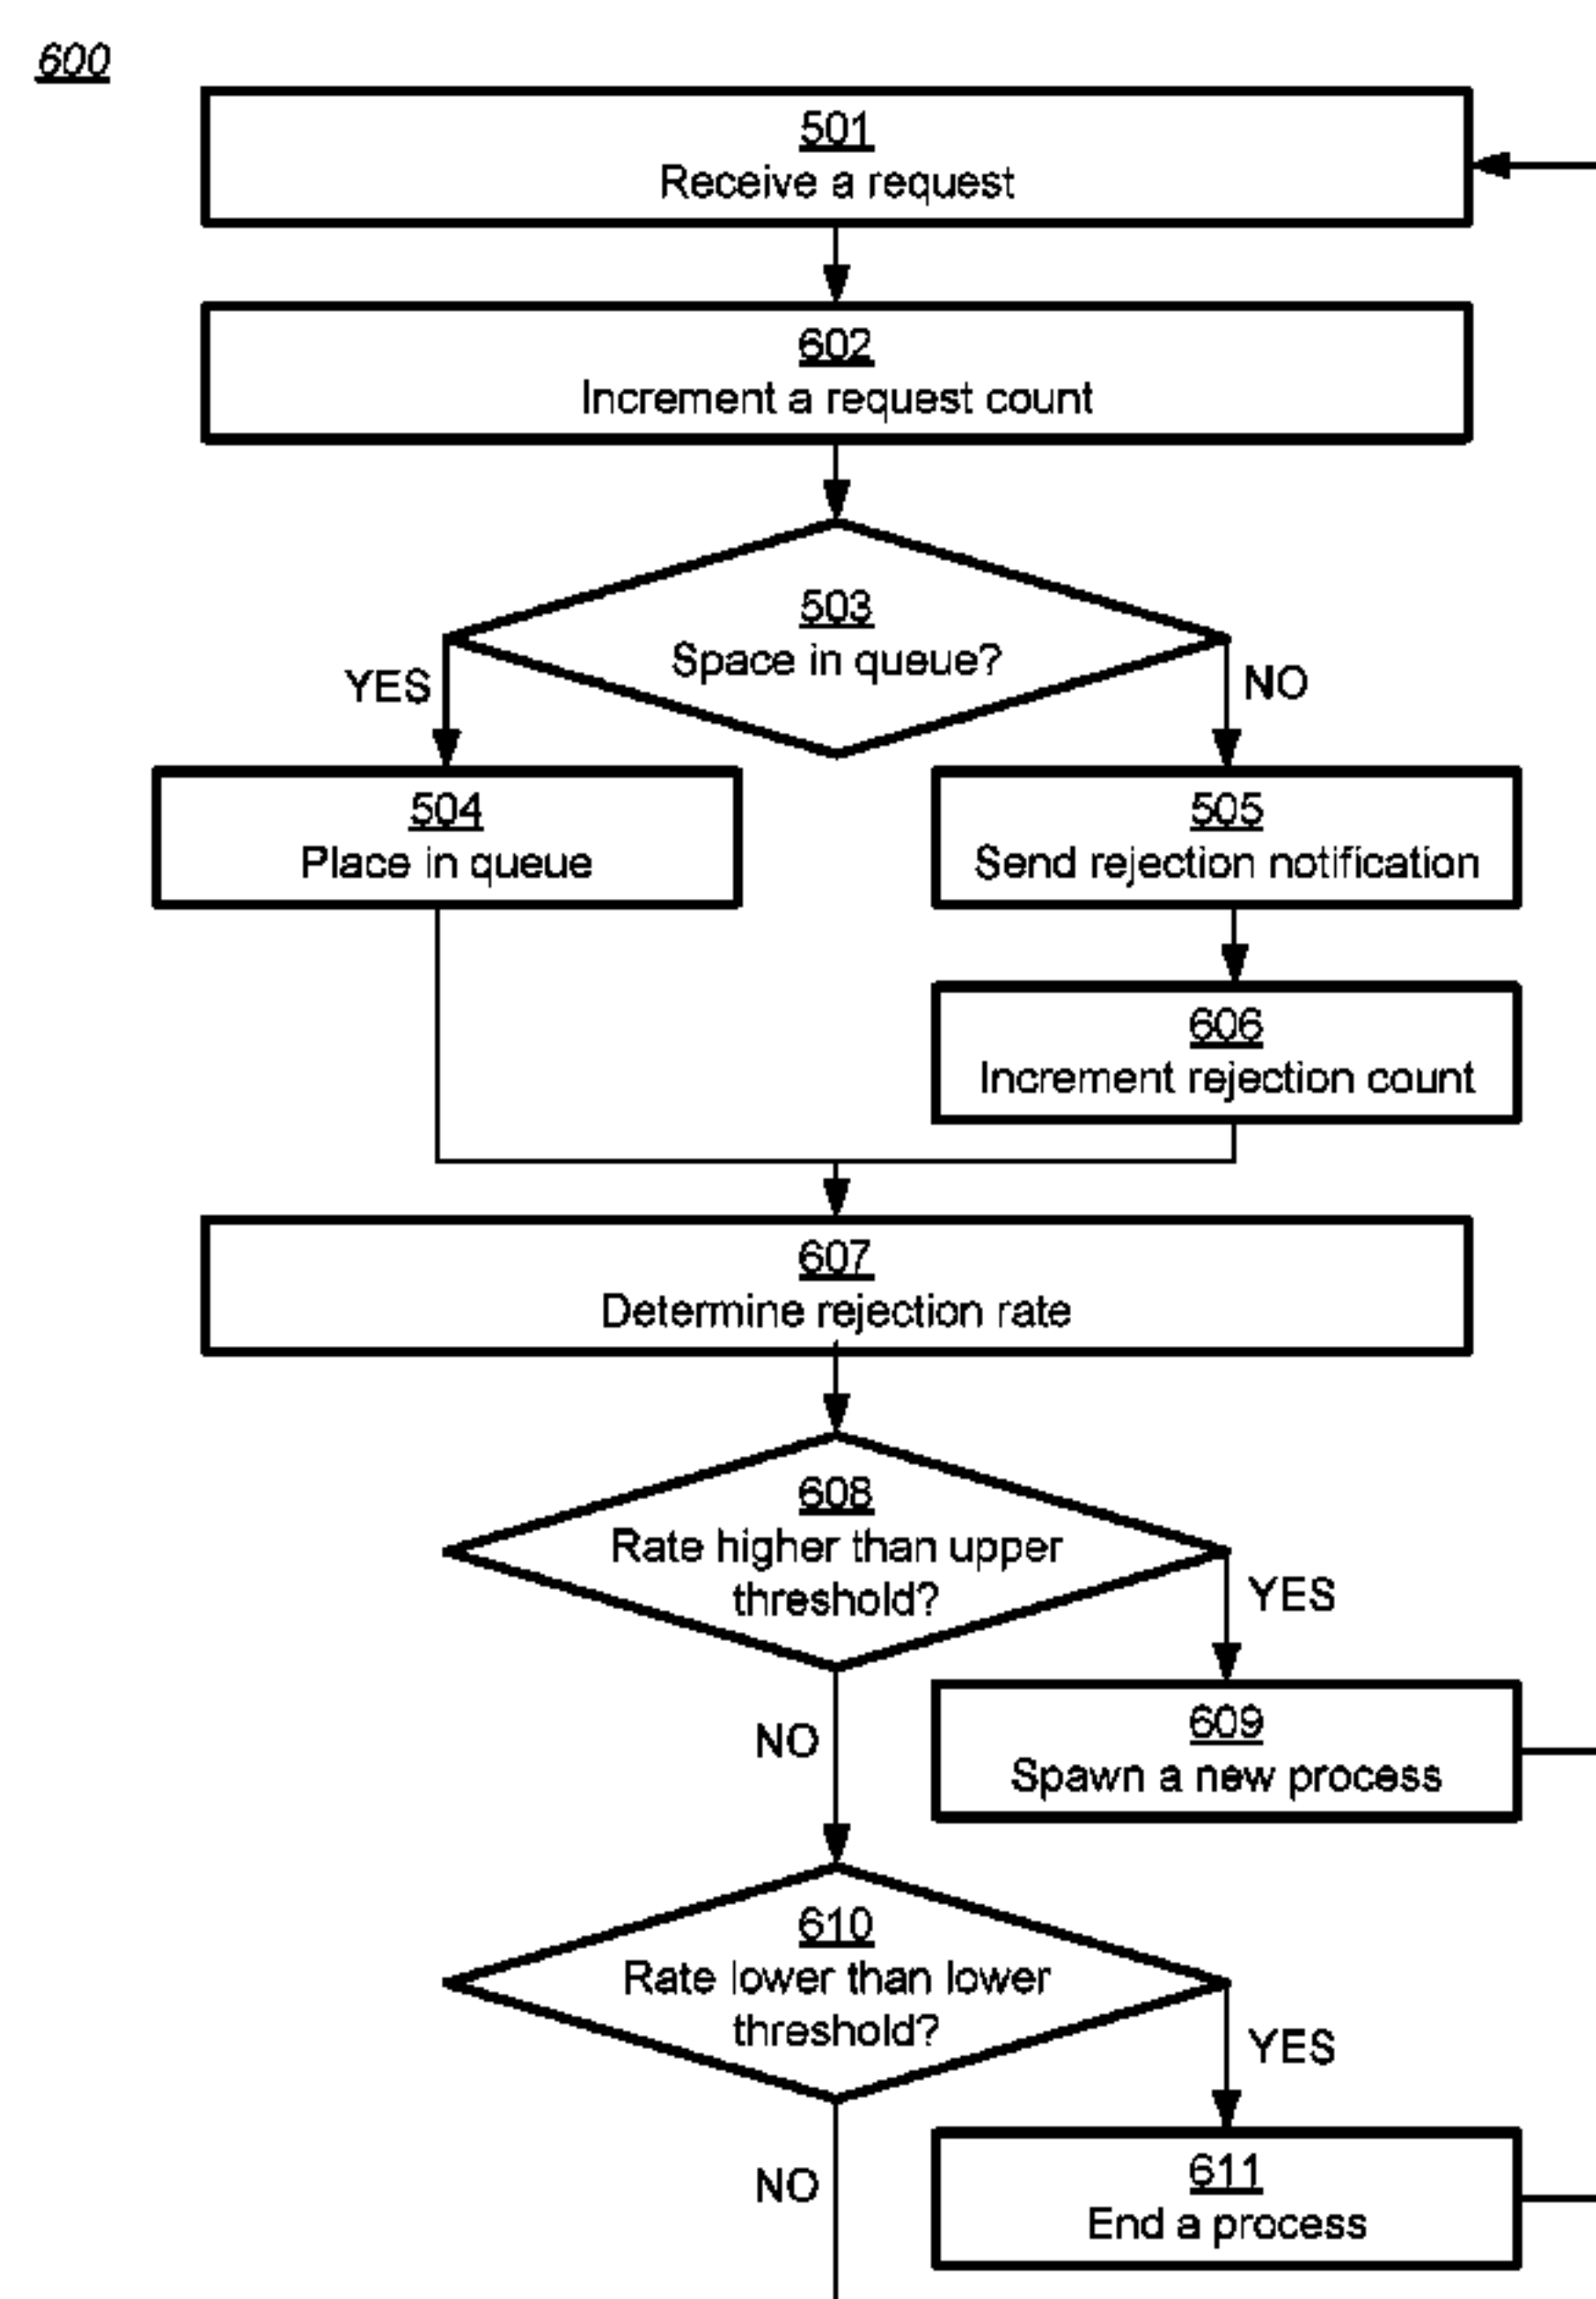 600
501
Receive a request
602
Increment a request count
503
Space in queue?
YES
NO
504
Place in queue
505
Send rejection notification
606
Increment rejection count
607
Determine rejection rate
608
Rate higher than upper
threshold?
YES
NO
609
Spawn a new process
610
Rate lower than lower
threshold?
YES
NO
611
End a process